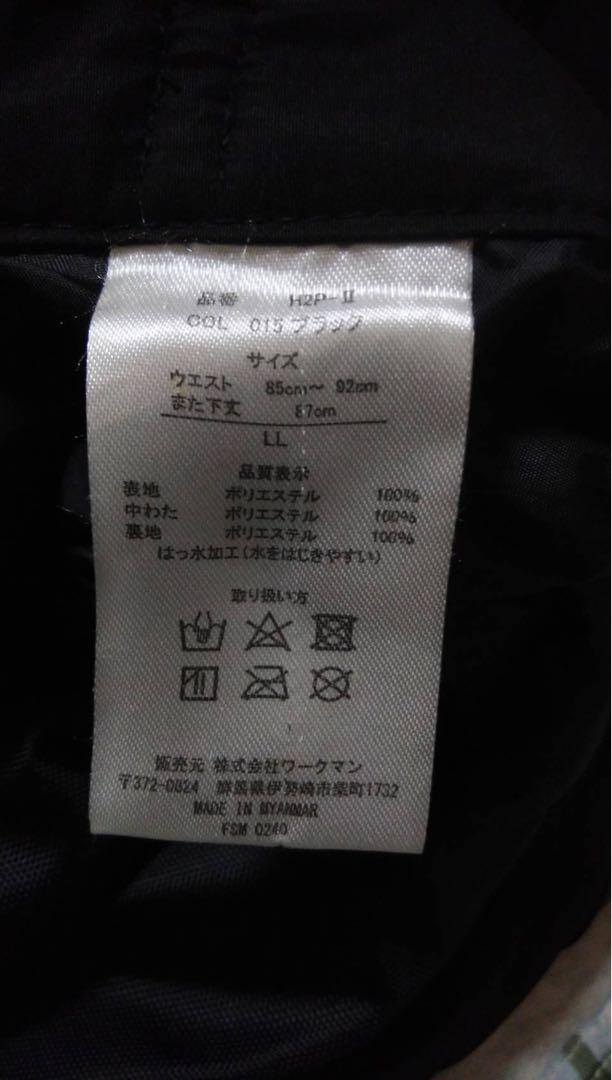 品番 H2P-II
COL 015 ブラック
サイズ
ウエスト 85cm～ 92cm
また下丈 87cm
LL
品質表示
表地 ポリエステル 100%
中わた ポリエステル 100%
裏地 ポリエステル 100%
はっ水加工(水をはじきやすい)
取り扱い方
販売元 株式会社ワークマン
〒372-0824 群馬県伊勢崎市柴町1732
MADE IN MYANMAR
FSM 0240